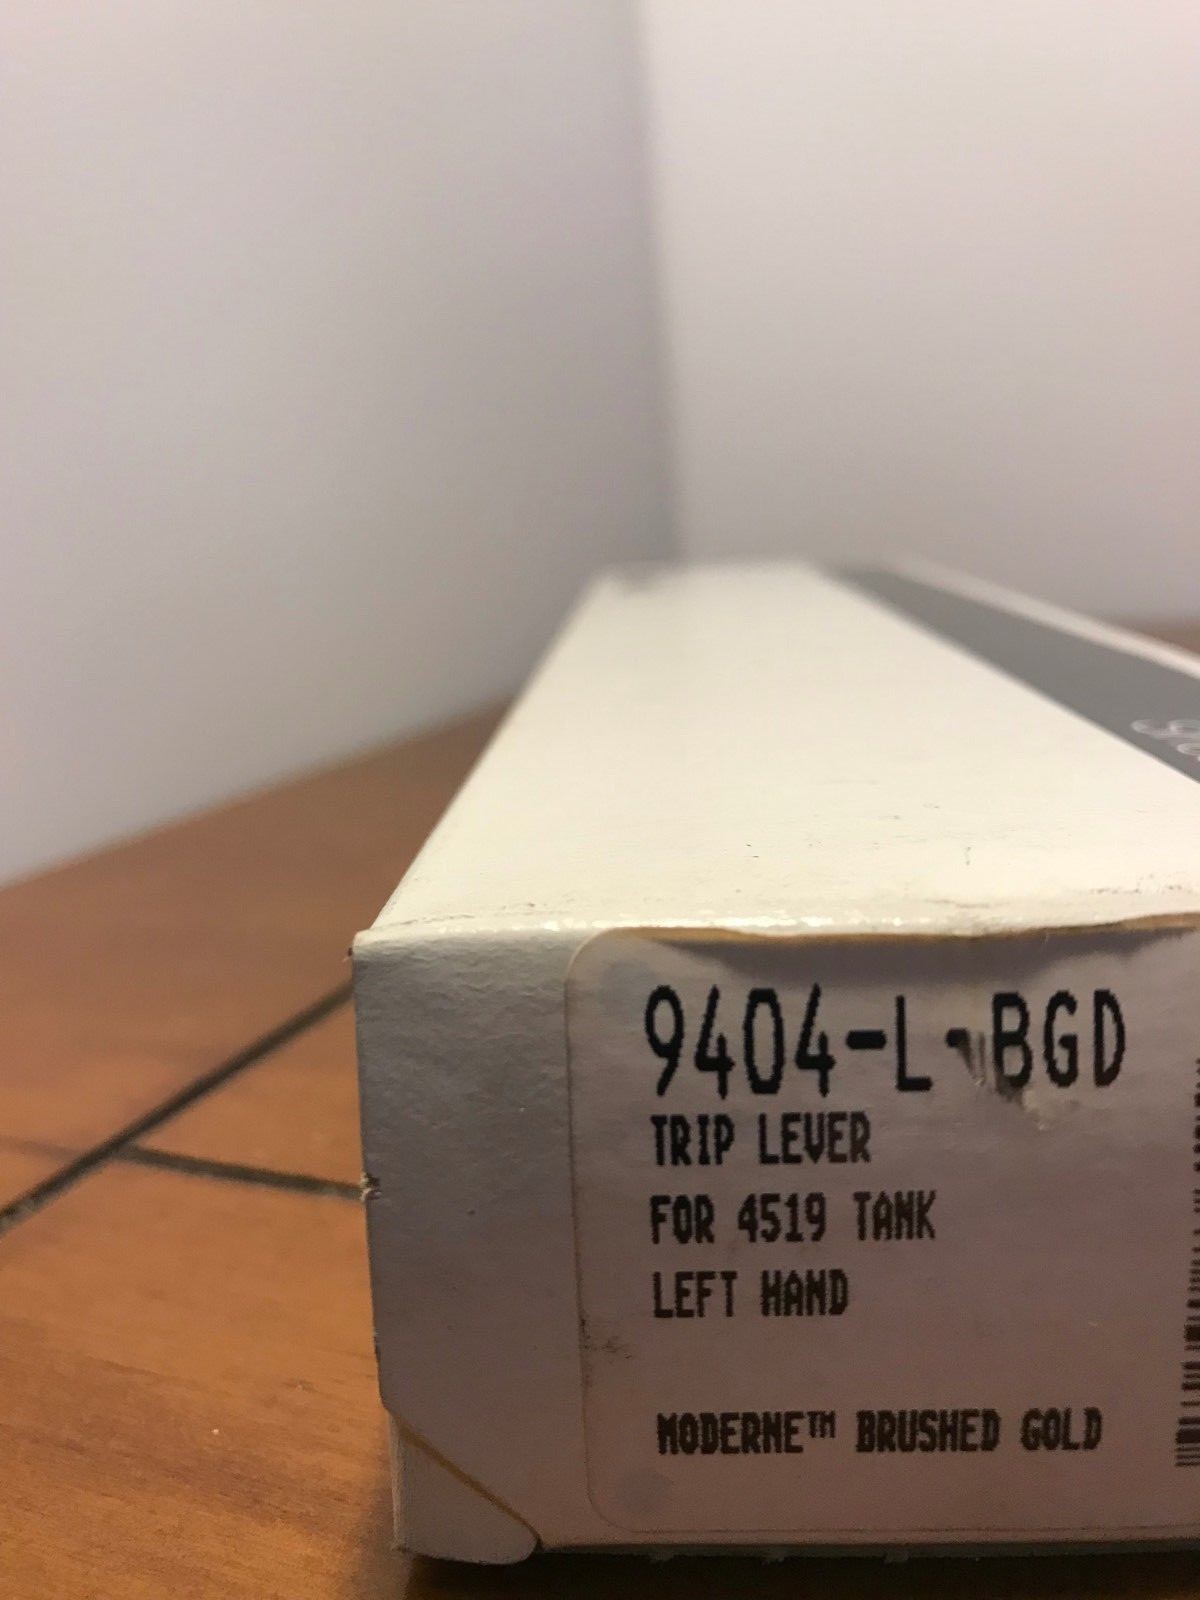 9404-L-BGD
TRIP LEVER
FOR 4519 TANK
LEFT HAND
MODERNE™ BRUSHED GOLD